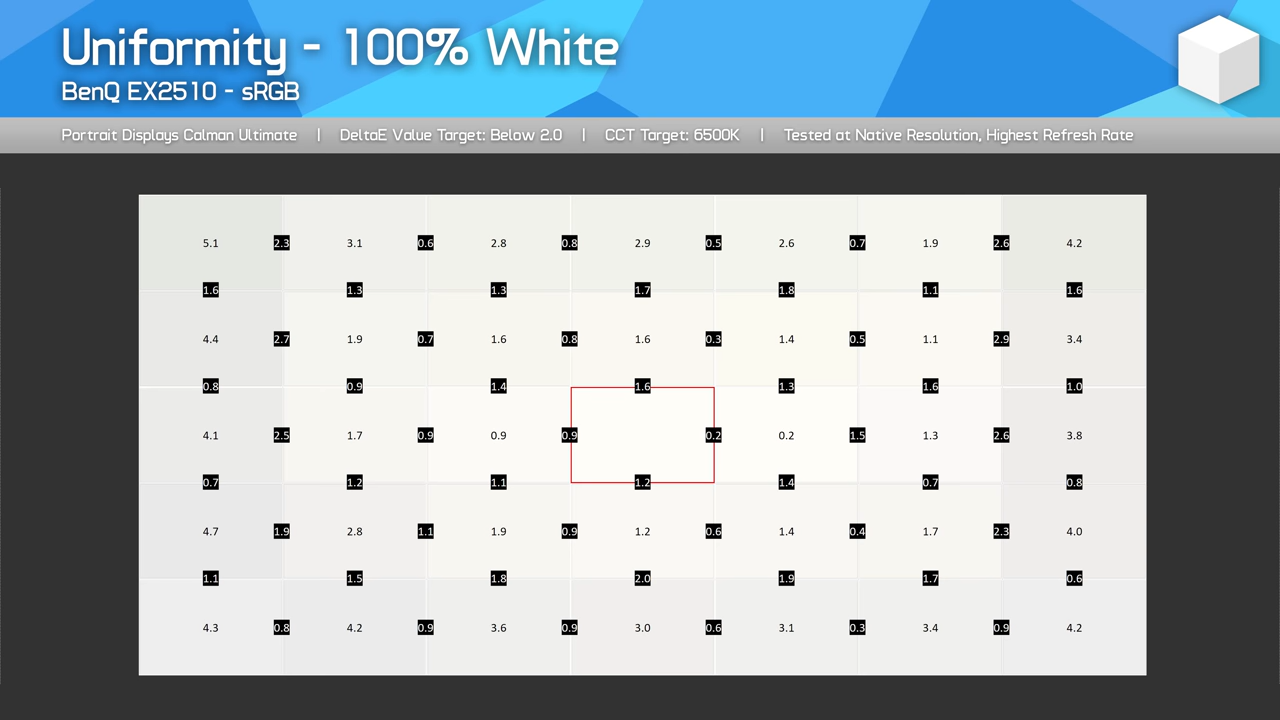 Uniformity - 100% White
BenQ EX2510 - sRGB
Portrait Displays Calman Ultimate | DeltaE Value Target: Below 2.0 | CCT Target: 6500K | Tested at Native Resolution, Highest Refresh Rate
5.1 2.3 3.1 0.6 2.8 0.8 2.9 0.5 2.6 0.7 1.9 2.6 4.2
1.6 1.3 1.3 1.7 1.8 1.1 1.6
4.4 2.7 1.9 0.7 1.6 0.8 1.6 0.3 1.4 0.5 1.1 2.9 3.4
0.8 0.9 1.4 1.6 1.3 1.6 1.0
4.1 2.5 1.7 0.9 0.9 0.9 0.2 0.2 1.5 1.3 2.6 3.8
0.7 1.2 1.1 1.2 1.4 0.7 0.8
4.7 1.9 2.8 1.1 1.9 0.9 1.2 0.6 1.4 0.4 1.7 2.3 4.0
1.1 1.5 1.8 2.0 1.9 1.7 0.6
4.3 0.8 4.2 0.9 3.6 0.9 3.0 0.6 3.1 0.3 3.4 0.9 4.2